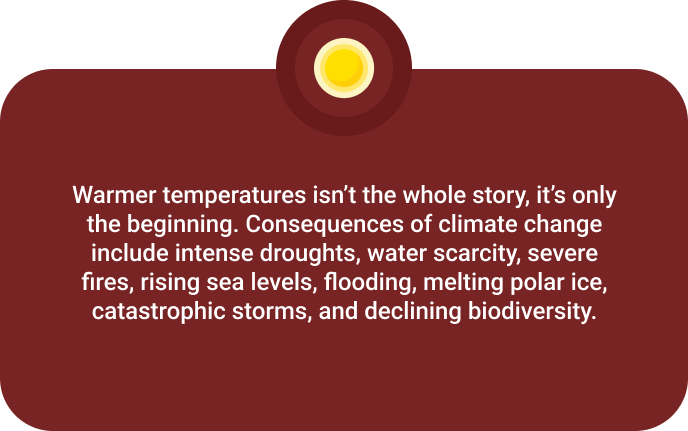 Warmer temperatures isn’t the whole story, it’s only
the beginning. Consequences of climate change
include intense droughts, water scarcity, severe
fires, rising sea levels, flooding, melting polar ice,
catastrophic storms, and declining biodiversity.